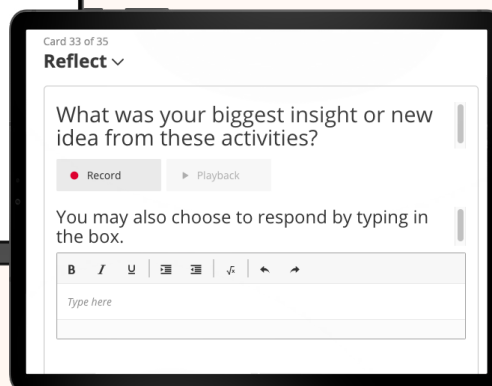 Card 33 of 35
Reflect
What was your biggest insight or new
idea from these activities?
Record
Playback
You may also choose to respond by typing in
the box.
B I U √x
Type here